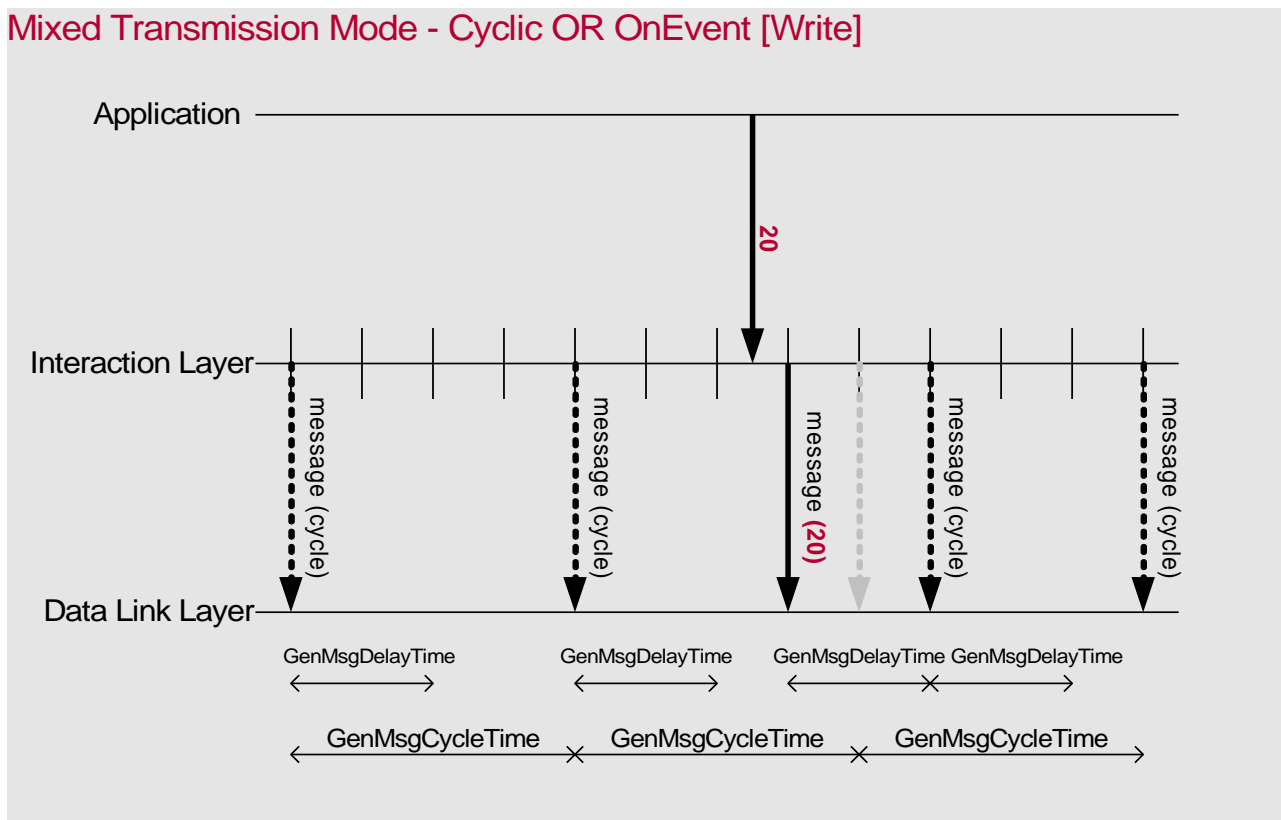 Mixed Transmission Mode - Cyclic OR OnEvent [Write]
Application
20
Interaction Layer
message (cycle)
message (cycle)
message (20)
message (cycle)
message (cycle)
Data Link Layer
GenMsgDelayTime GenMsgDelayTime GenMsgDelayTime GenMsgDelayTime
GenMsgCycleTime GenMsgCycleTime GenMsgCycleTime